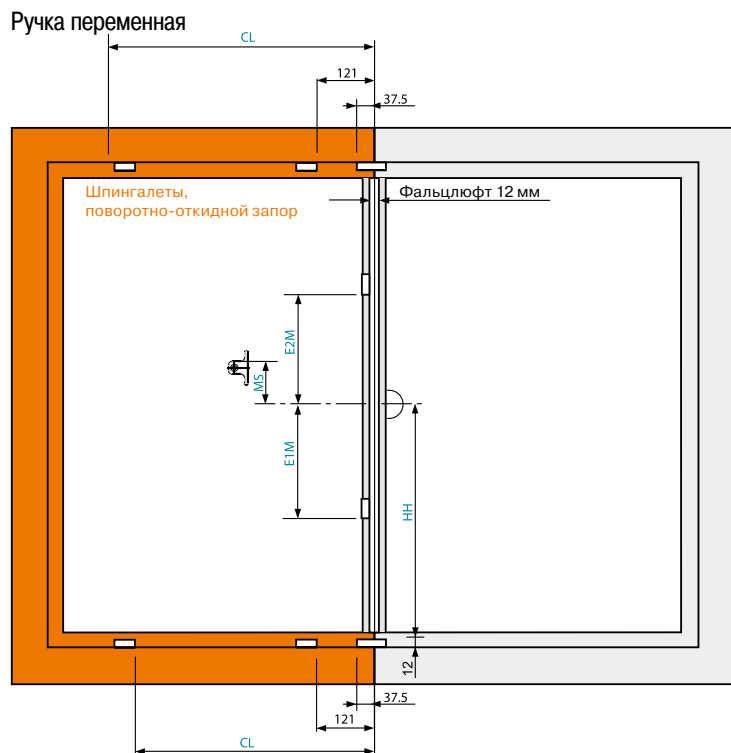 Ручка переменная
CL
121
37.5
Шпингалеты,
поворотно-откидной запор
Фальцлюфт 12 мм
E2M
MS
E1M
HH
12
37.5
121
CL